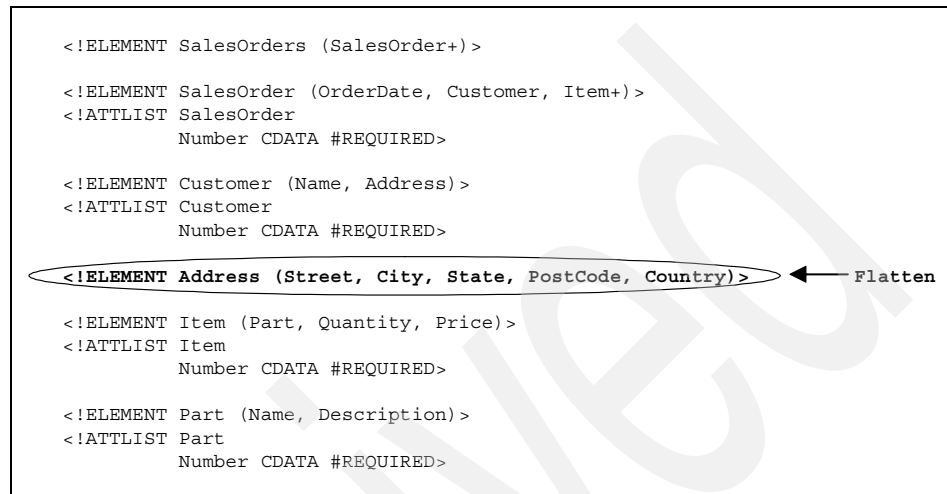 <!ELEMENT SalesOrders (SalesOrder+)>
<!ELEMENT SalesOrder (OrderDate, Customer, Item+)>
<!ATTLIST SalesOrder
Number CDATA #REQUIRED>
<!ELEMENT Customer (Name, Address)>
<!ATTLIST Customer
Number CDATA #REQUIRED>
<!ELEMENT Address (Street, City, State, PostCode, Country)> Flatten
<!ELEMENT Item (Part, Quantity, Price)>
<!ATTLIST Item
Number CDATA #REQUIRED>
<!ELEMENT Part (Name, Description)>
<!ATTLIST Part
Number CDATA #REQUIRED>